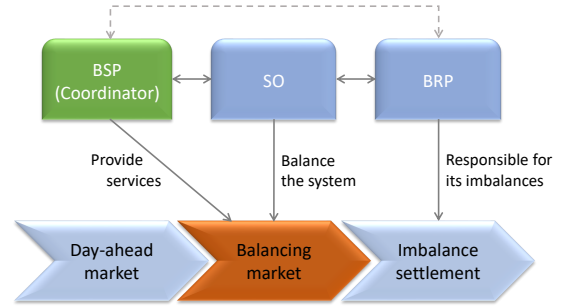 BSP
(Coordinator)
SO
BRP
Provide
services
Balance
the system
Responsible for
its imbalances
Day-ahead
market
Balancing
market
Imbalance
settlement